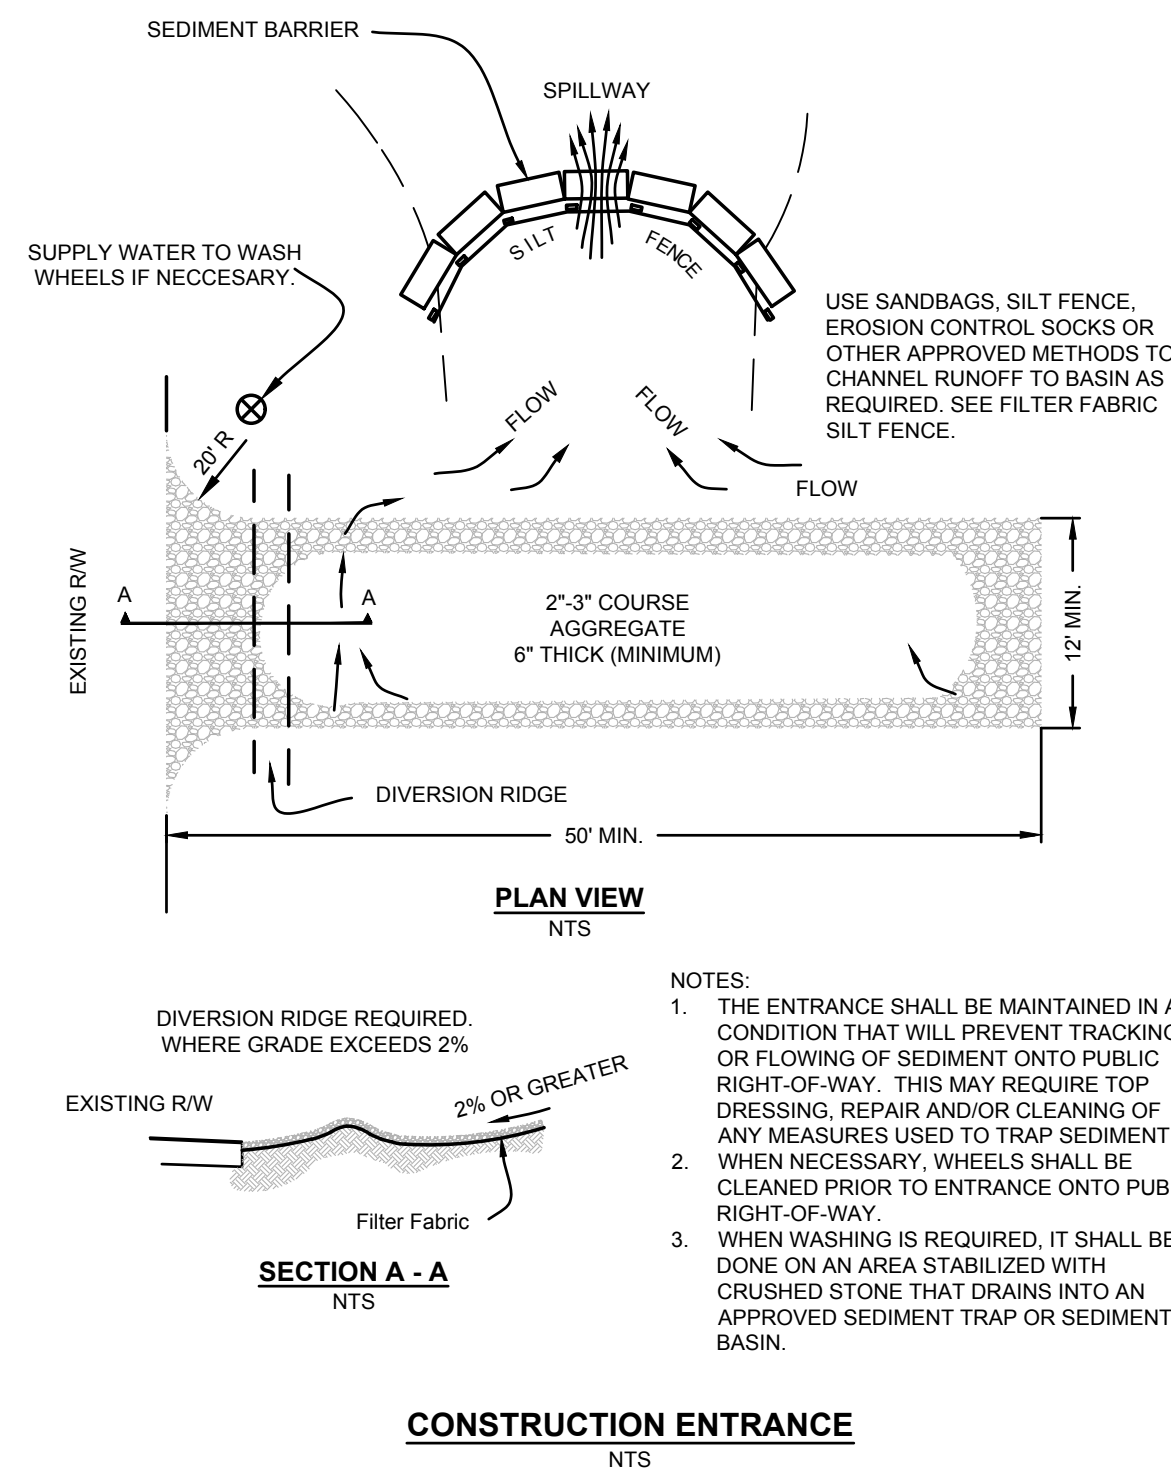 SEDIMENT BARRIER
SPILLWAY
SILT
FENCE
SUPPLY WATER TO WASH
WHEELS IF NECCESARY.
USE SANDBAGS, SILT FENCE,
EROSION CONTROL SOCKS OR
OTHER APPROVED METHODS TO
CHANNEL RUNOFF TO BASIN AS
REQUIRED. SEE FILTER FABRIC
SILT FENCE.
FLOW
FLOW
20' R
FLOW
EXISTING R/W
A
A
2"-3" COURSE
AGGREGATE
6" THICK (MINIMUM)
12' MIN.
DIVERSION RIDGE
50' MIN.
PLAN VIEW
NTS
DIVERSION RIDGE REQUIRED.
WHERE GRADE EXCEEDS 2%
EXISTING R/W
2% OR GREATER
Filter Fabric
SECTION A - A
NTS
NOTES:
1. THE ENTRANCE SHALL BE MAINTAINED IN A
CONDITION THAT WILL PREVENT TRACKING
OR FLOWING OF SEDIMENT ONTO PUBLIC
RIGHT-OF-WAY. THIS MAY REQUIRE TOP
DRESSING, REPAIR AND/OR CLEANING OF
ANY MEASURES USED TO TRAP SEDIMENT
2. WHEN NECESSARY, WHEELS SHALL BE
CLEANED PRIOR TO ENTRANCE ONTO
RIGHT-OF-WAY.
3. WHEN WASHING IS REQUIRED, IT SHALL BE
DONE ON AN AREA STABILIZED WITH
CRUSHED STONE THAT DRAINS INTO AN
APPROVED SEDIMENT TRAP OR SEDIMENT
BASIN.
CONSTRUCTION ENTRANCE
NTS